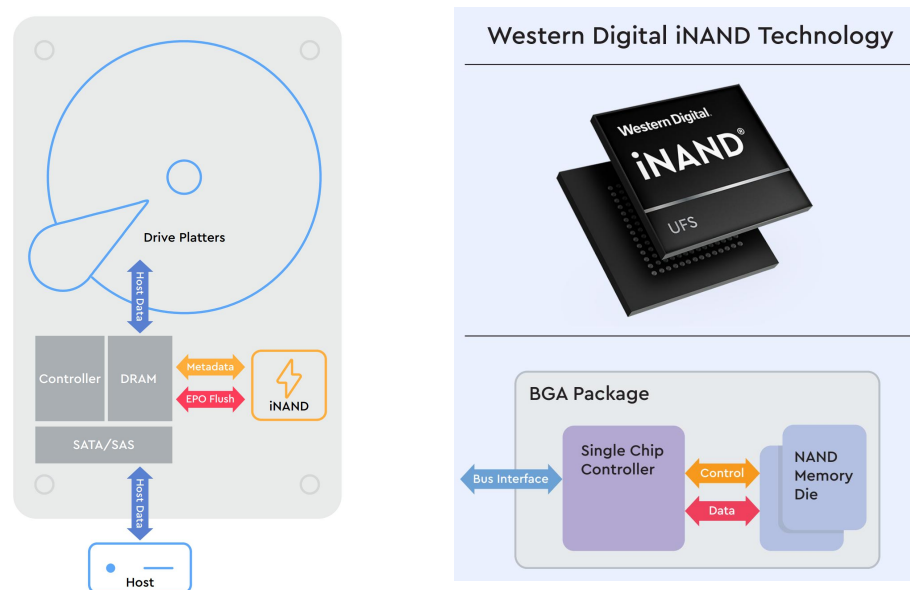 Drive Platters
Host Data
Controller
DRAM
Metadata
EPO Flush
iNAND
SATA/SAS
Host Data
Host
Western Digital iNAND Technology
Western Digital.
iNAND®
UFS
BGA Package
Bus Interface
Single Chip
Controller
Control
Data
NAND
Memory
Die